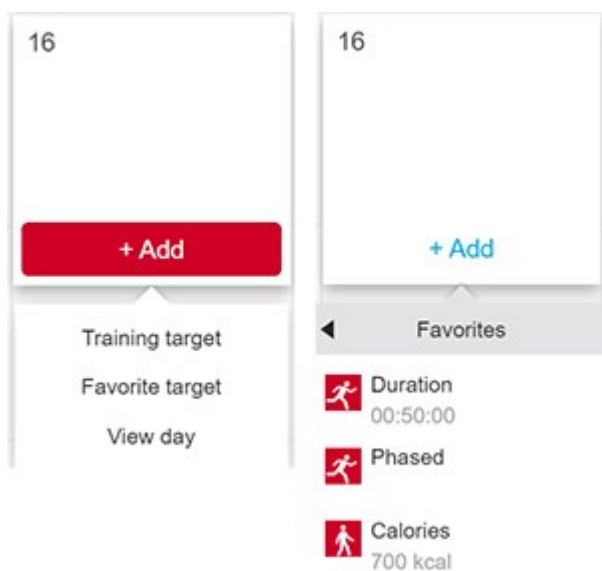 16
+ Add
Training target
Favorite target
View day
16
+ Add
Favorites
Duration
00:50:00
Phased
Calories
700 kcal